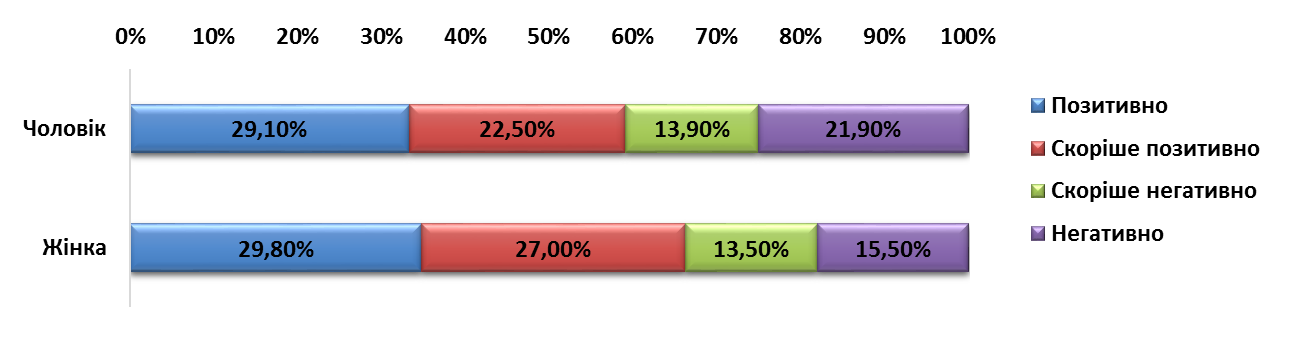 0% 10% 20% 30% 40% 50% 60% 70% 80% 90% 100%
Чоловік 29,10% 22,50% 13,90% 21,90%
Жінка 29,80% 27,00% 13,50% 15,50%
Позитивно
Скоріше позитивно
Скоріше негативно
Негативно